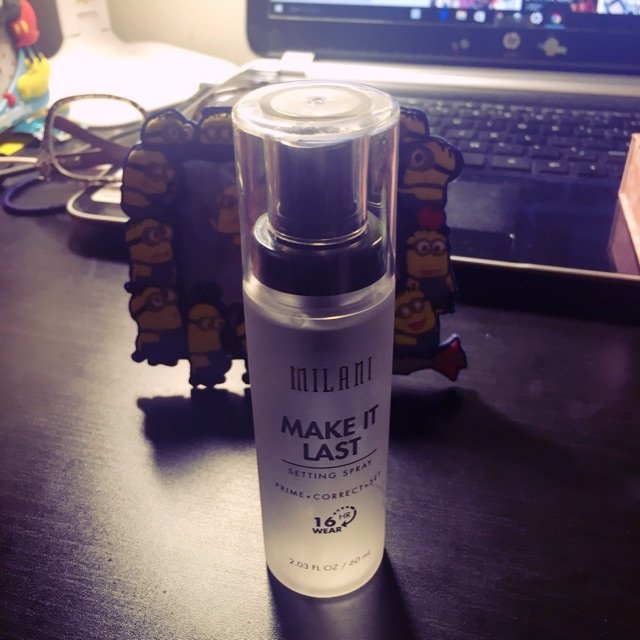 MILANI
MAKE IT
LAST
SETTING SPRAY
PRIME+CORRECT+SET
16 HR
WEAR
2.03 FL OZ / 60 mL